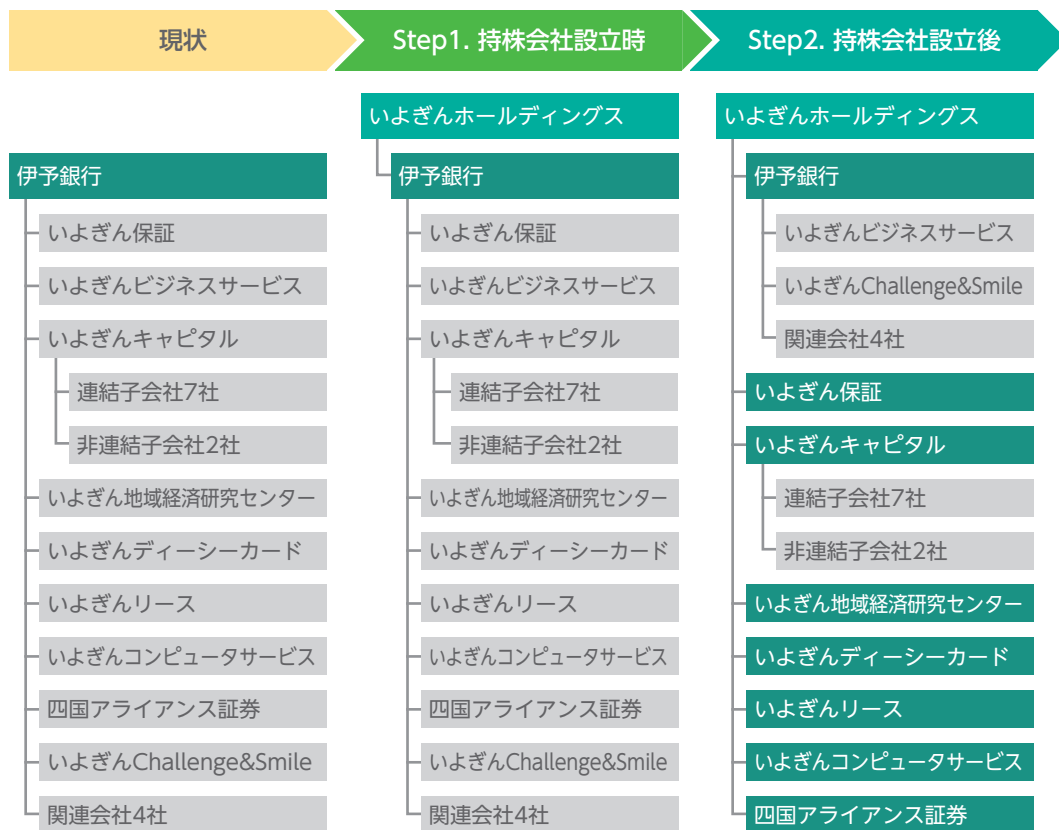 現状
Step1. 持株会社設立時
Step2. 持株会社設立後
伊予銀行
いよぎん保証
いよぎんビジネスサービス
いよぎんキャピタル
連結子会社7社
非連結子会社2社
いよぎん地域経済研究センター
いよぎんディーシーカード
いよぎんリース
いよぎんコンピュータサービス
四国アライアンス証券
いよぎんChallenge&Smile
関連会社4社
いよぎんホールディングス
伊予銀行
いよぎん保証
いよぎんビジネスサービス
いよぎんキャピタル
連結子会社7社
非連結子会社2社
いよぎん地域経済研究センター
いよぎんディーシーカード
いよぎんリース
いよぎんコンピュータサービス
四国アライアンス証券
いよぎんChallenge&Smile
関連会社4社
いよぎんホールディングス
伊予銀行
いよぎんビジネスサービス
いよぎんChallenge&Smile
関連会社4社
いよぎん保証
いよぎんキャピタル
連結子会社7社
非連結子会社2社
いよぎん地域経済研究センター
いよぎんディーシーカード
いよぎんリース
いよぎんコンピュータサービス
四国アライアンス証券